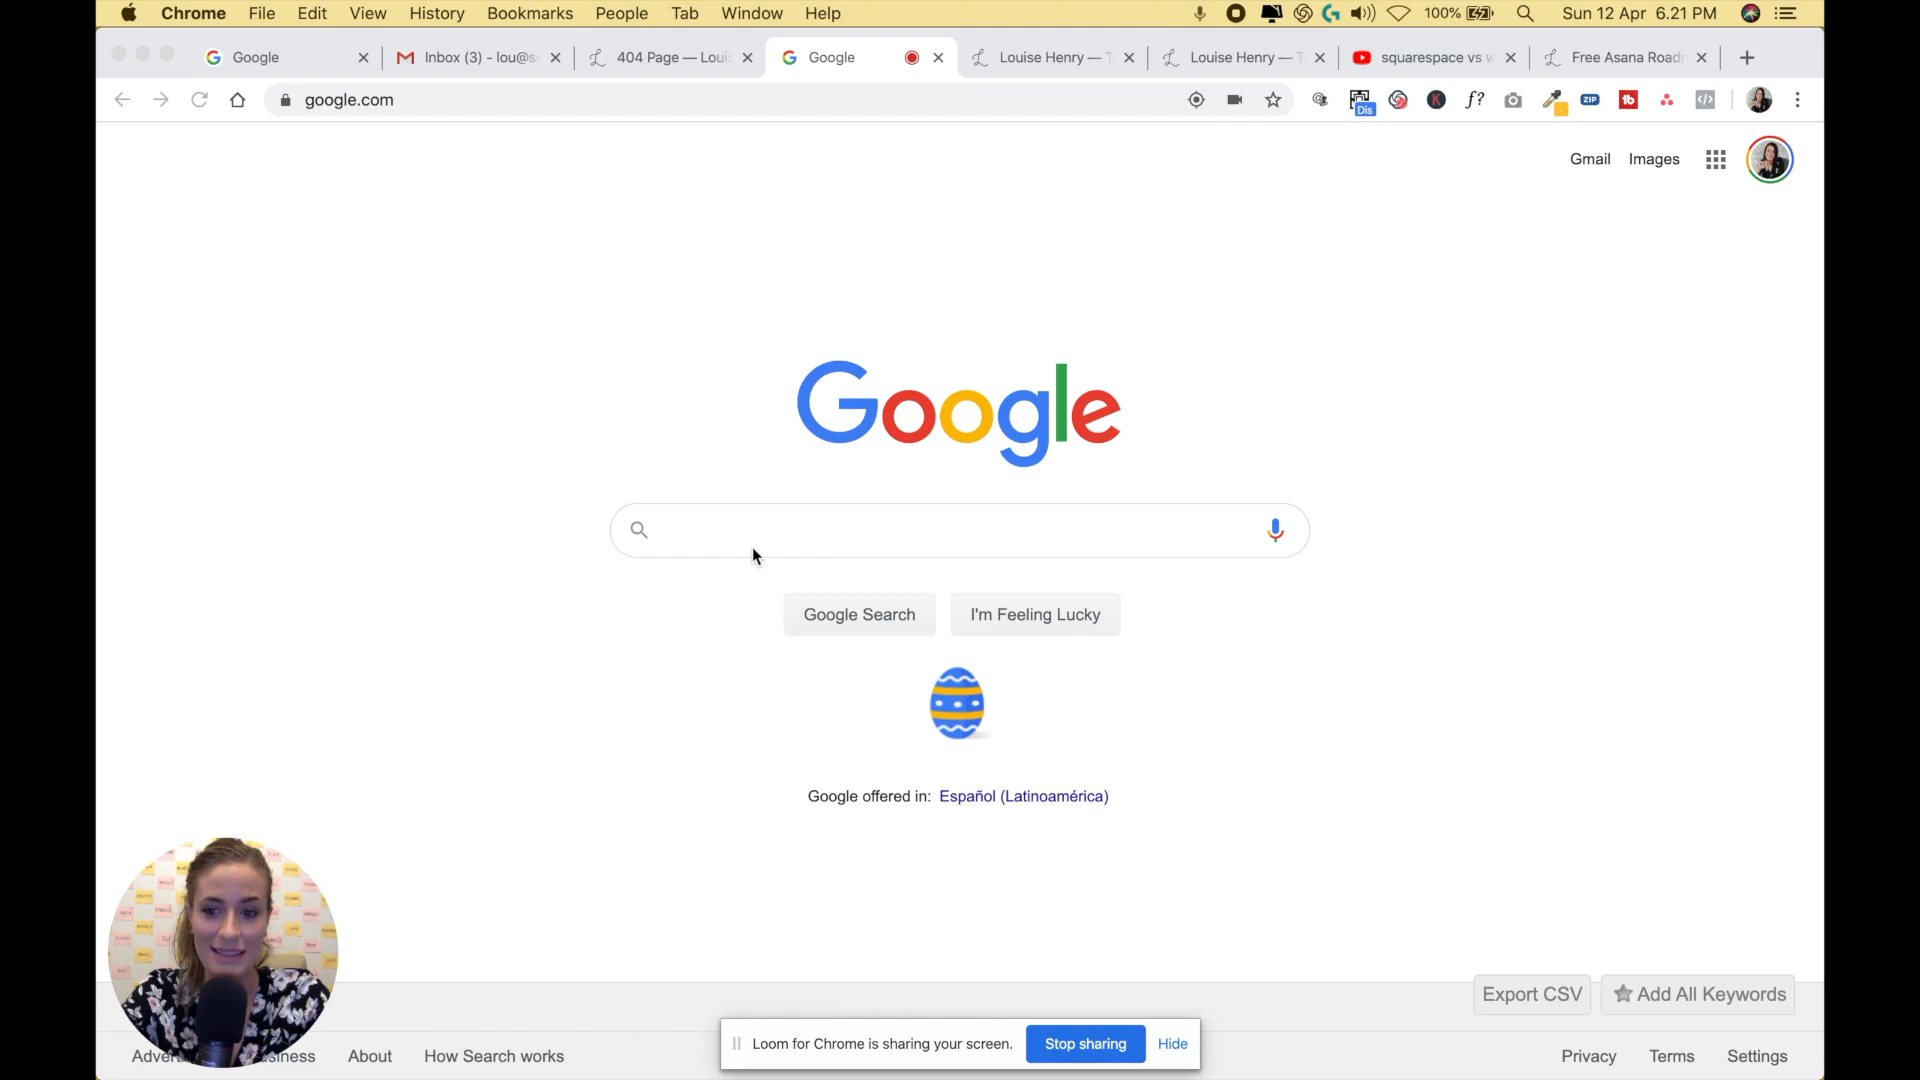 Chrome File Edit View History Bookmarks People Tab Window Help 100% Sun 12 Apr 6.21 PM
Google Inbox (3) - lou@s 404 Page — Loui Google Louise Henry — Louise Henry — squarespace vs w Free Asana Road
google.com Dis K f? ZIP tb </>
Gmail Images
Google
Google Search I'm Feeling Lucky
Google offered in: Español (Latinoamérica)
Export CSV Add All Keywords
Loom for Chrome is sharing your screen. Stop sharing Hide
About How Search works Privacy Terms Settings